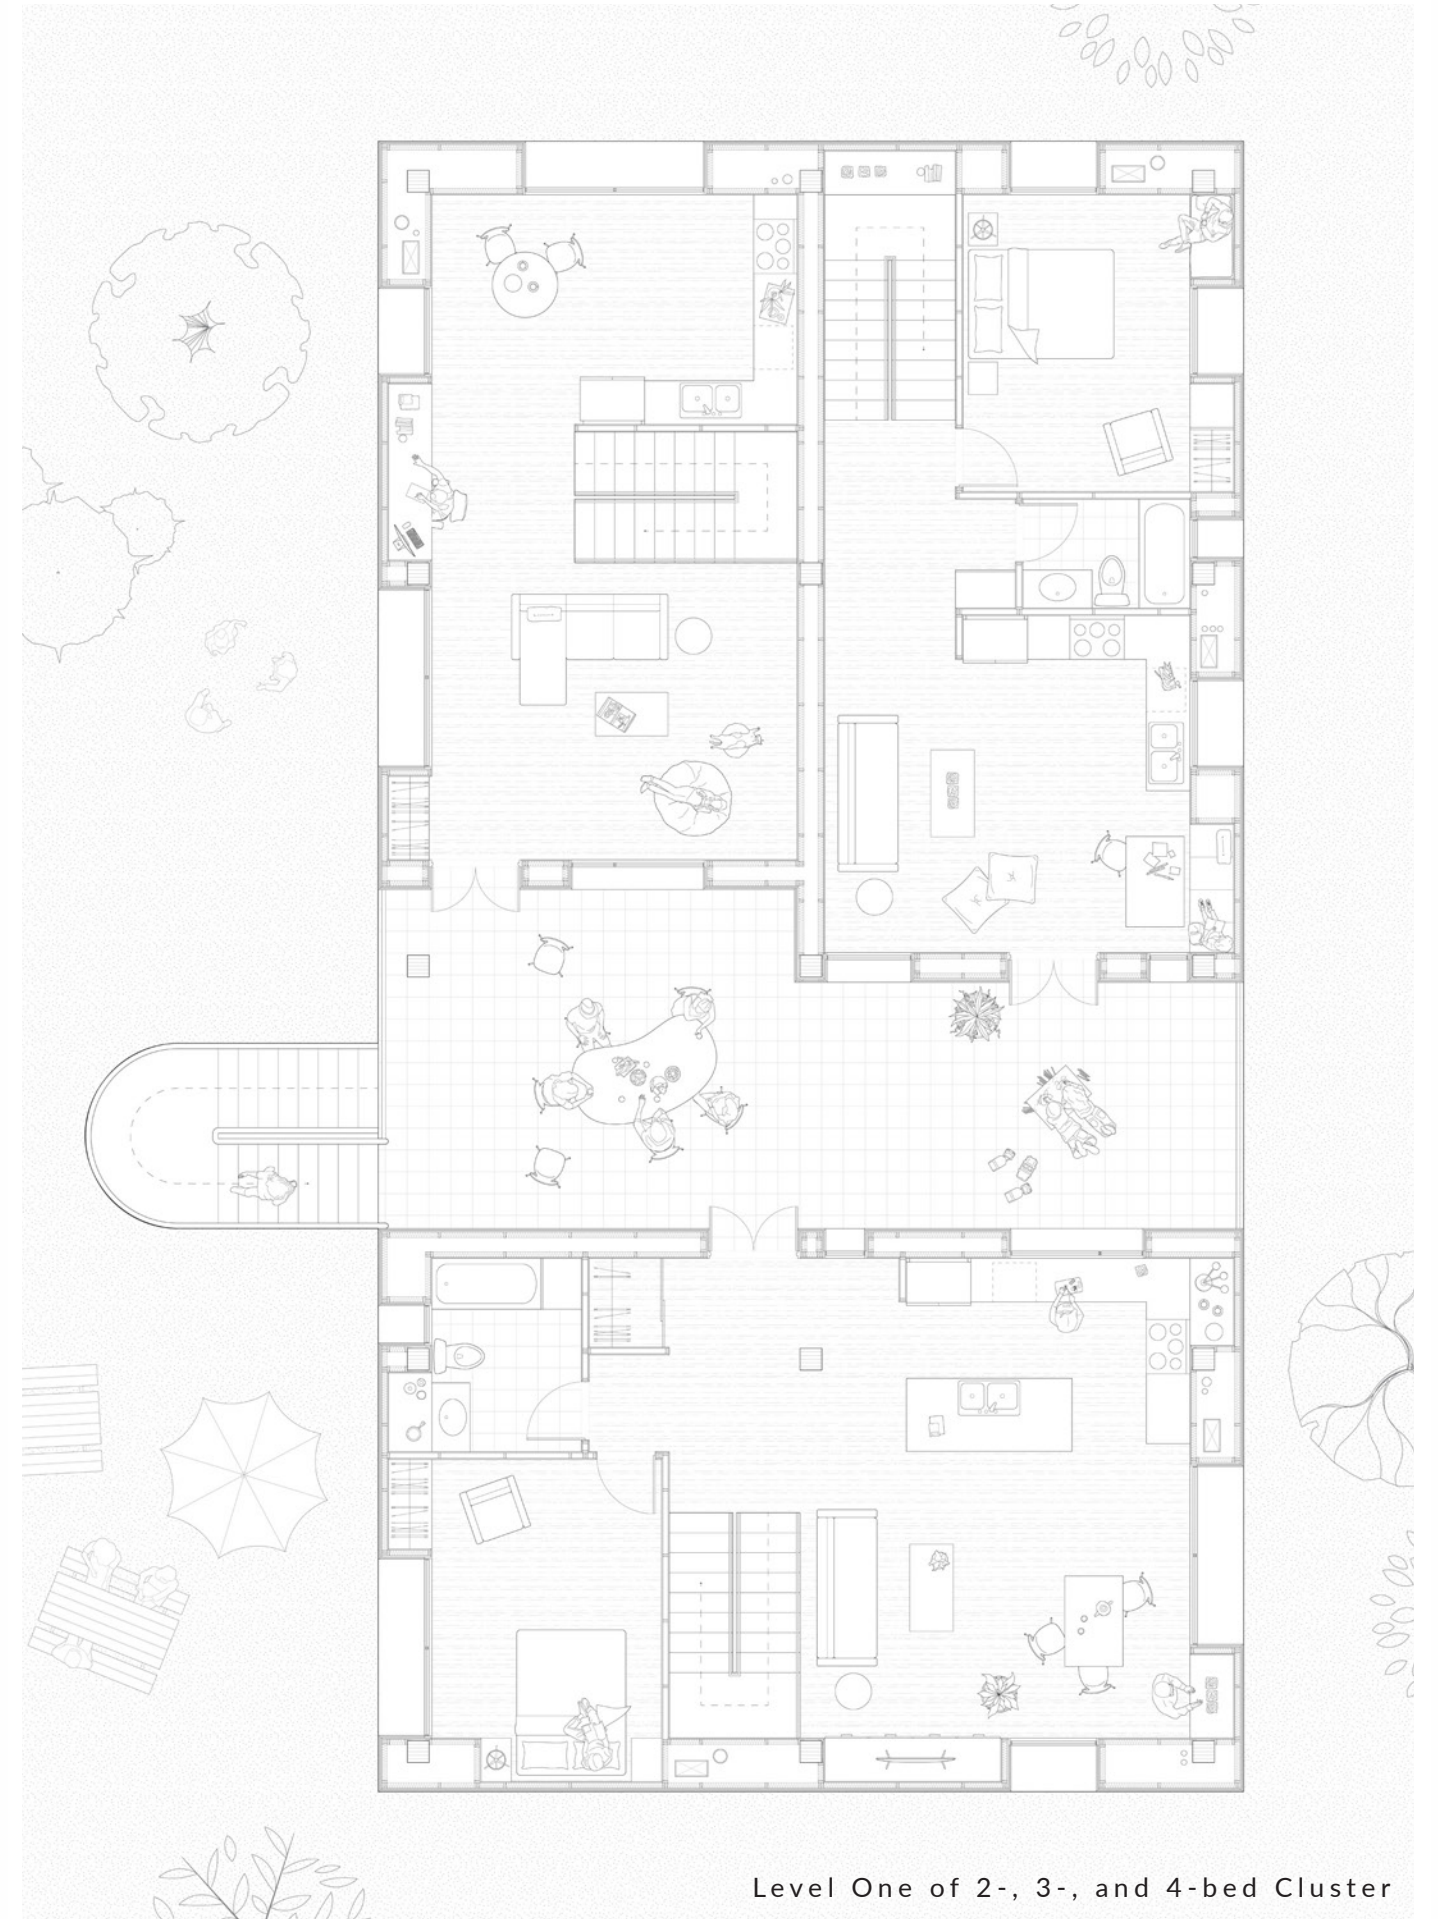 Level One of 2-, 3-, and 4-bed Cluster